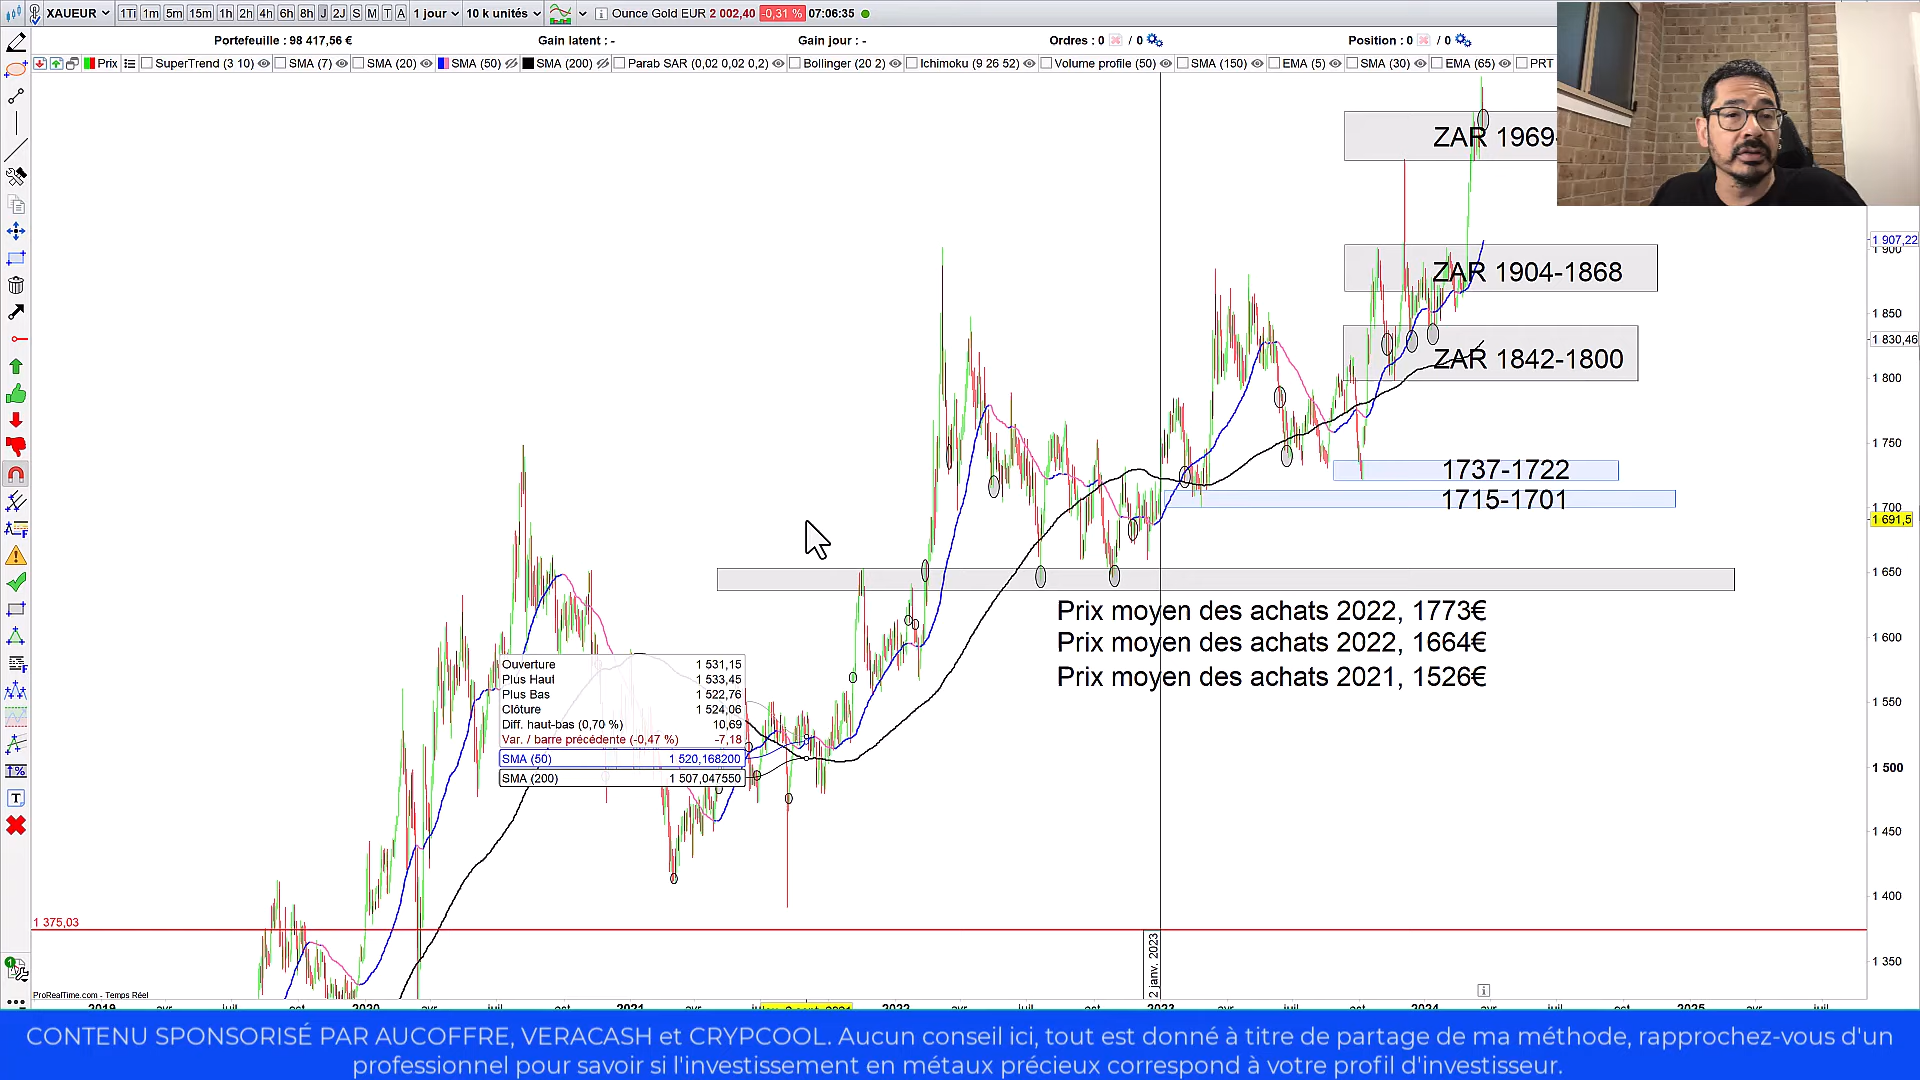 XAUEUR 1Ti 1m 5m 15m 1h 2h 4h 6h 8h J 2J S M T A 1 jour 10 k unités Ounce Gold EUR 2 002,40 -0,31 % 07:06:35
Portefeuille : 98 417,56 € Gain latent : - Gain jour : - Ordres : 0 / 0 Position : 0 / 0
Prix SuperTrend (3 10) SMA (7) SMA (20) SMA (50) SMA (200) Parab SAR (0,02 0,02 0,2) Bollinger (20 2) Ichimoku (9 26 52) Volume profile (50) SMA (150) EMA (5) SMA (30) EMA (65) PRT
ZAR 1969-
1 907,22
1 900
ZAR 1904-1868
1 850
1 830,46
ZAR 1842-1800
1 800
1 750
1737-1722
1715-1701
1 700
1 691,5
1 650
Prix moyen des achats 2022, 1773€
Prix moyen des achats 2022, 1664€
Prix moyen des achats 2021, 1526€
1 600
1 550
Ouverture 1 531,15
Plus Haut 1 533,45
Plus Bas 1 522,76
Clôture 1 524,06
Diff. haut-bas (0,70 %) 10,69
Var. / barre précédente (-0,47 %) -7,18
SMA (50) 1 520,168200
SMA (200) 1 507,047550
1 500
1 450
1 400
1 375,03
1 350
2 janv. 2023
ProRealTime.com - Temps Réel
CONTENU SPONSORISÉ PAR AUCOFFRE, VERACASH et CRYPCOOL. Aucun conseil ici, tout est donné à titre de partage de ma méthode, rapprochez-vous d'un
professionnel pour savoir si l'investissement en métaux précieux correspond à votre profil d'investisseur.